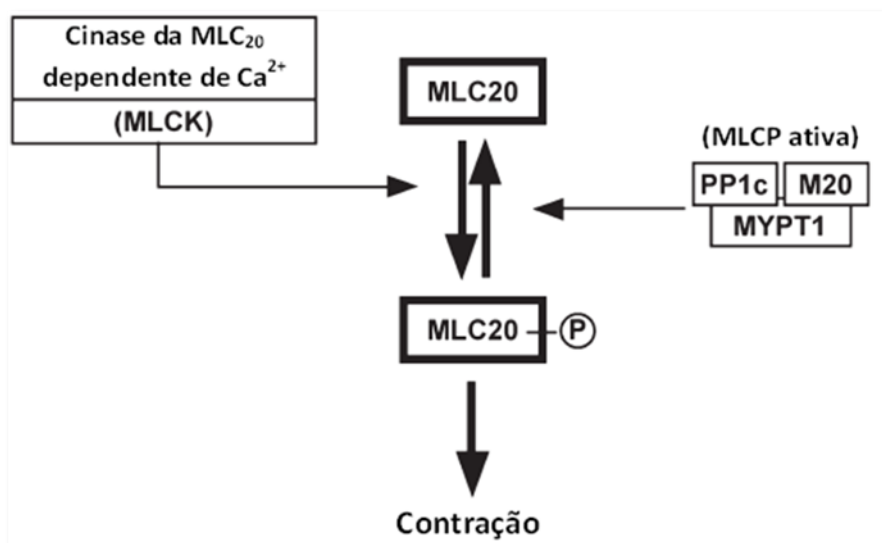 Cinase da MLC₂₀
dependente de Ca²⁺
(MLCK)
MLC20
(MLCP ativa)
PP1c
M20
MYPT1
MLC20
P
Contração